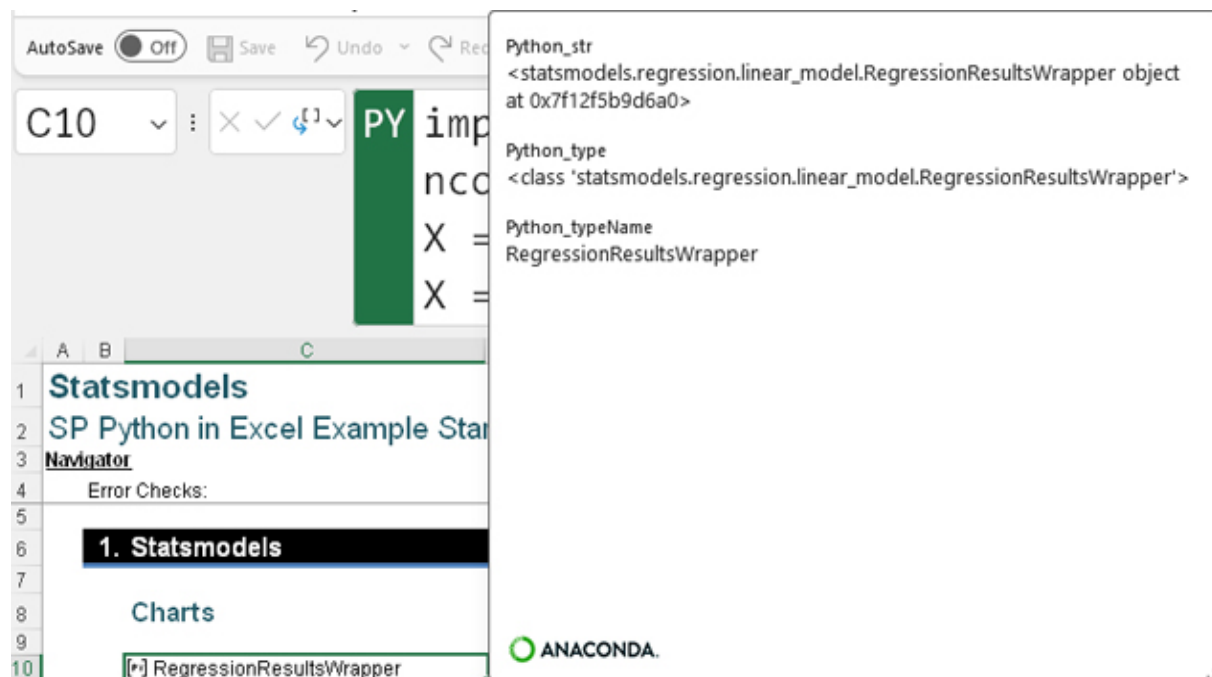 AutoSave Off Save Undo Rec
C10 PY imp
ncc
X =
X =
Python_str
<statsmodels.regression.linear_model.RegressionResultsWrapper object
at 0x7f12f5b9d6a0>
Python_type
<class 'statsmodels.regression.linear_model.RegressionResultsWrapper'>
Python_typeName
RegressionResultsWrapper
ANACONDA.
A B C
1 Statsmodels
2 SP Python in Excel Example Star
3 Navigator
4 Error Checks:
5
6 1. Statsmodels
7
8 Charts
9
10 RegressionResultsWrapper